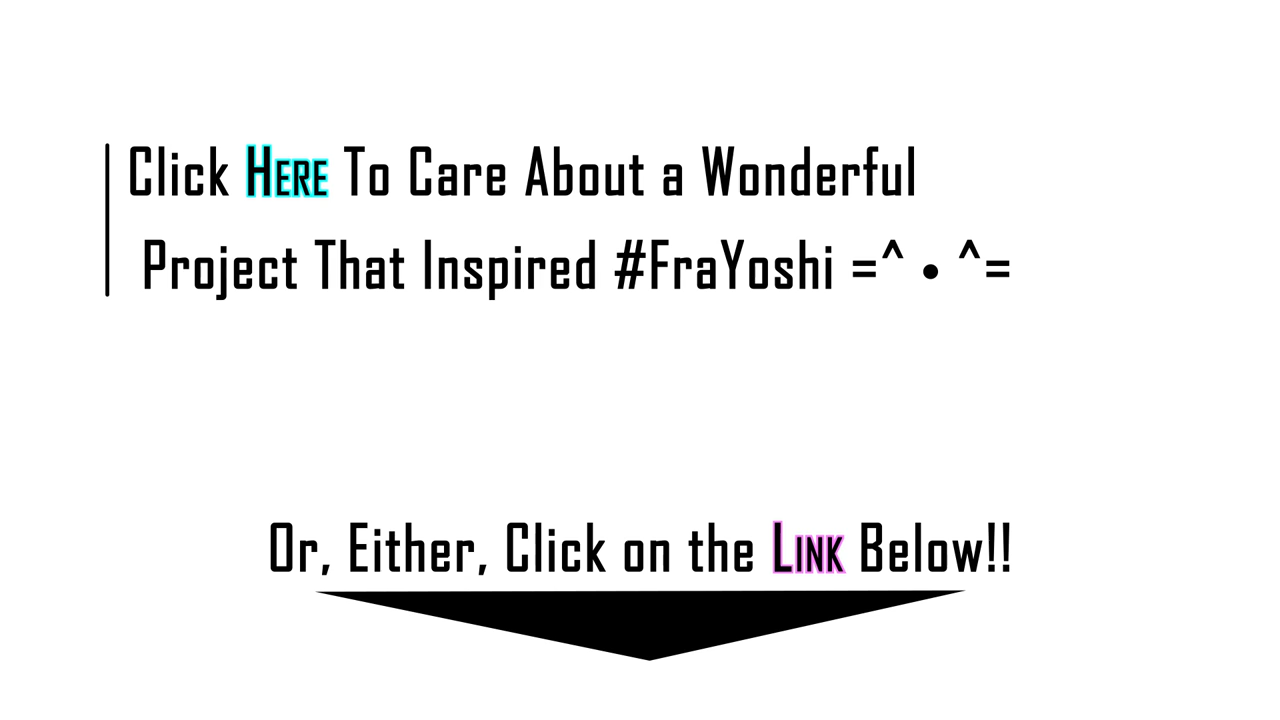 Click Here To Care About a Wonderful
Project That Inspired #FraYoshi =^ • ^=
Or, Either, Click on the Link Below!!